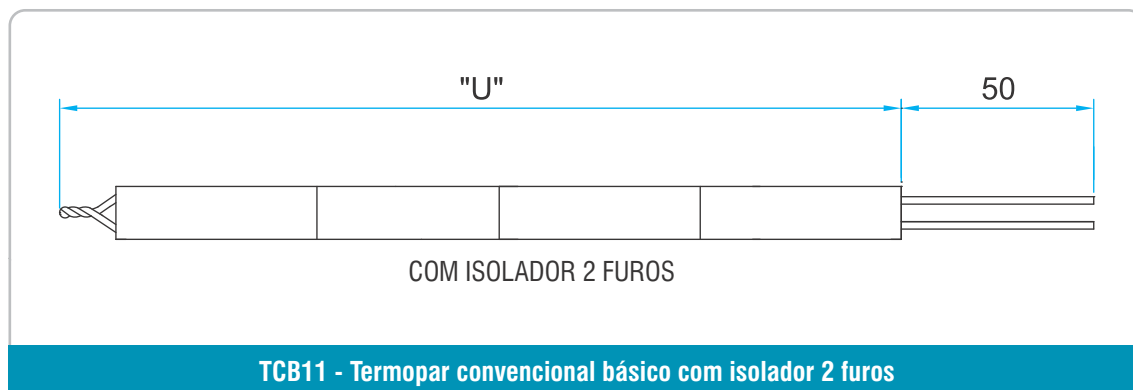 "U" 50
COM ISOLADOR 2 FUROS
TCB11 - Termopar convencional básico com isolador 2 furos